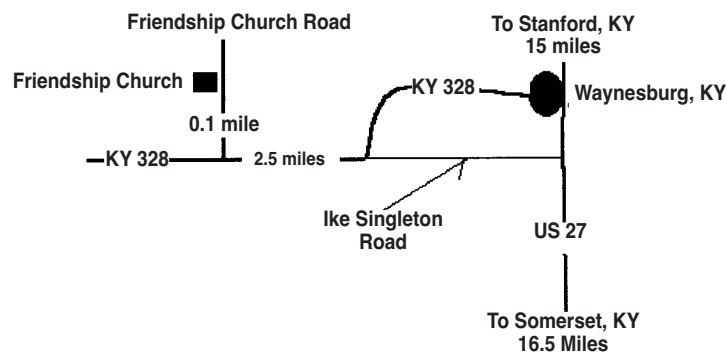 Friendship Church Road
To Stanford, KY
15 miles
Friendship Church
KY 328
Waynesburg, KY
0.1 mile
KY 328
2.5 miles
Ike Singleton
Road
US 27
To Somerset, KY
16.5 Miles